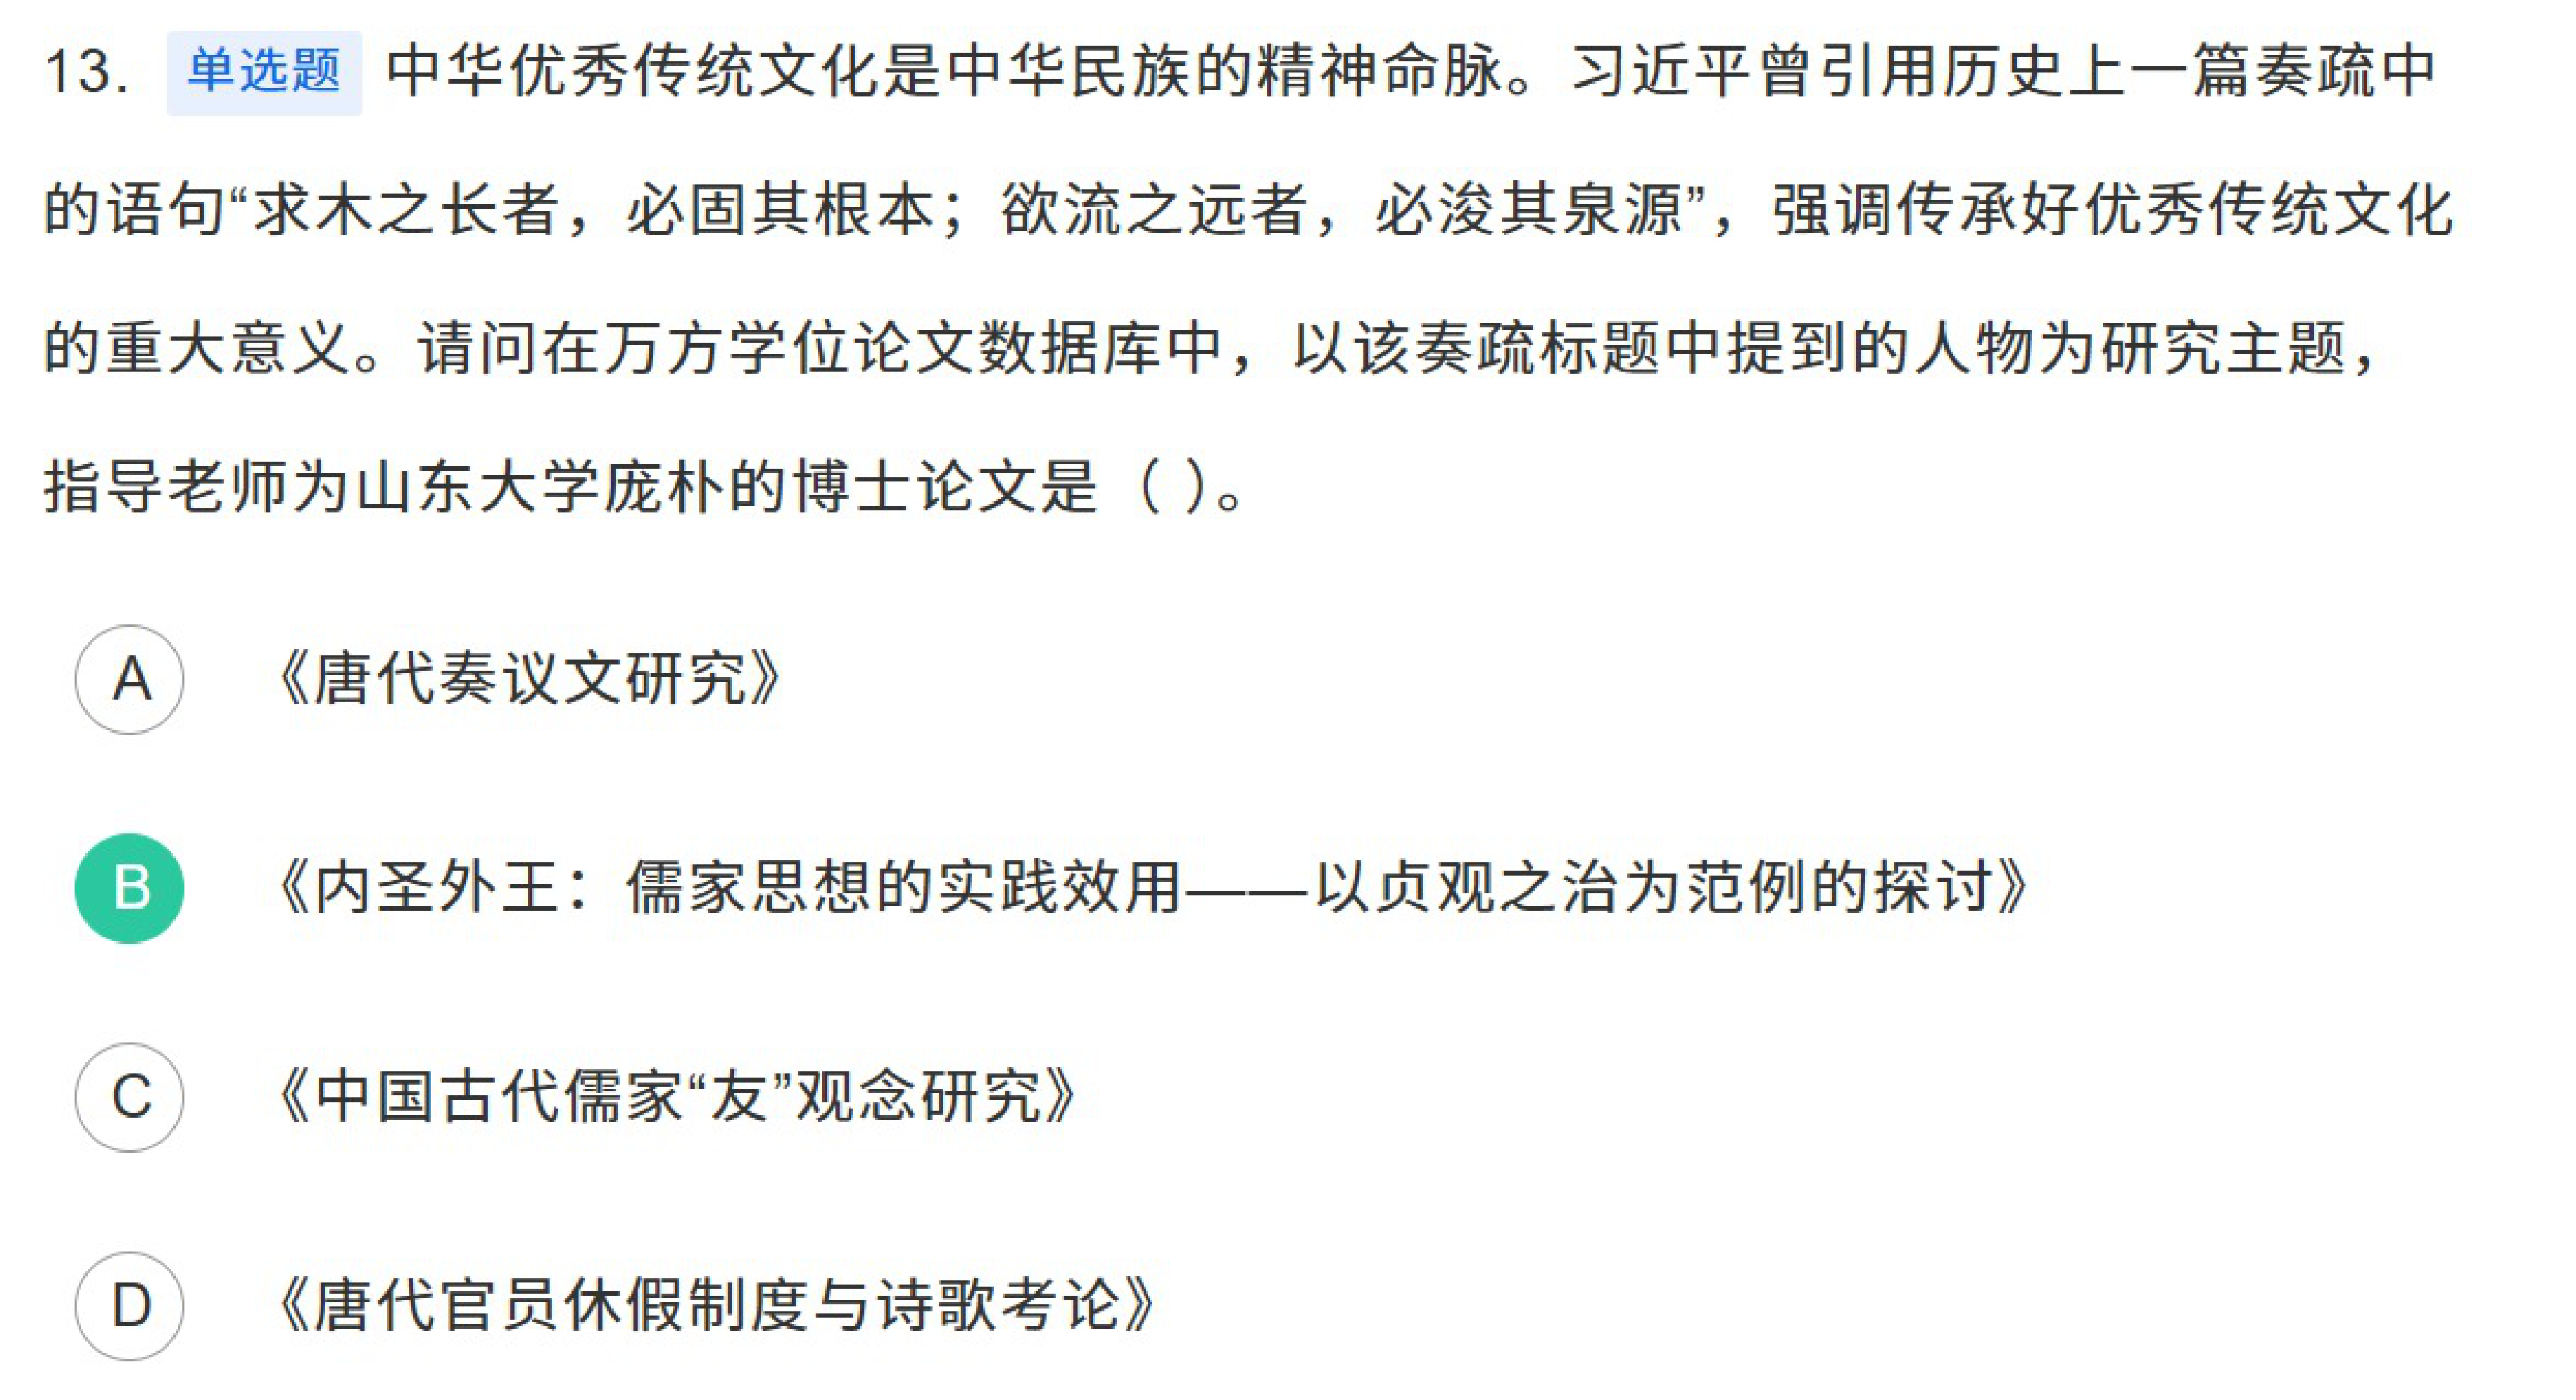 13. 单选题 中华优秀传统文化是中华民族的精神命脉。习近平曾引用历史上一篇奏疏中
的语句“求木之长者，必固其根本；欲流之远者，必浚其泉源”，强调传承好优秀传统文化
的重大意义。请问在万方学位论文数据库中，以该奏疏标题中提到的人物为研究主题，
指导老师为山东大学庞朴的博士论文是（ ）。
A 《唐代奏议文研究》
B 《内圣外王：儒家思想的实践效用——以贞观之治为范例的探讨》
C 《中国古代儒家“友”观念研究》
D 《唐代官员休假制度与诗歌考论》